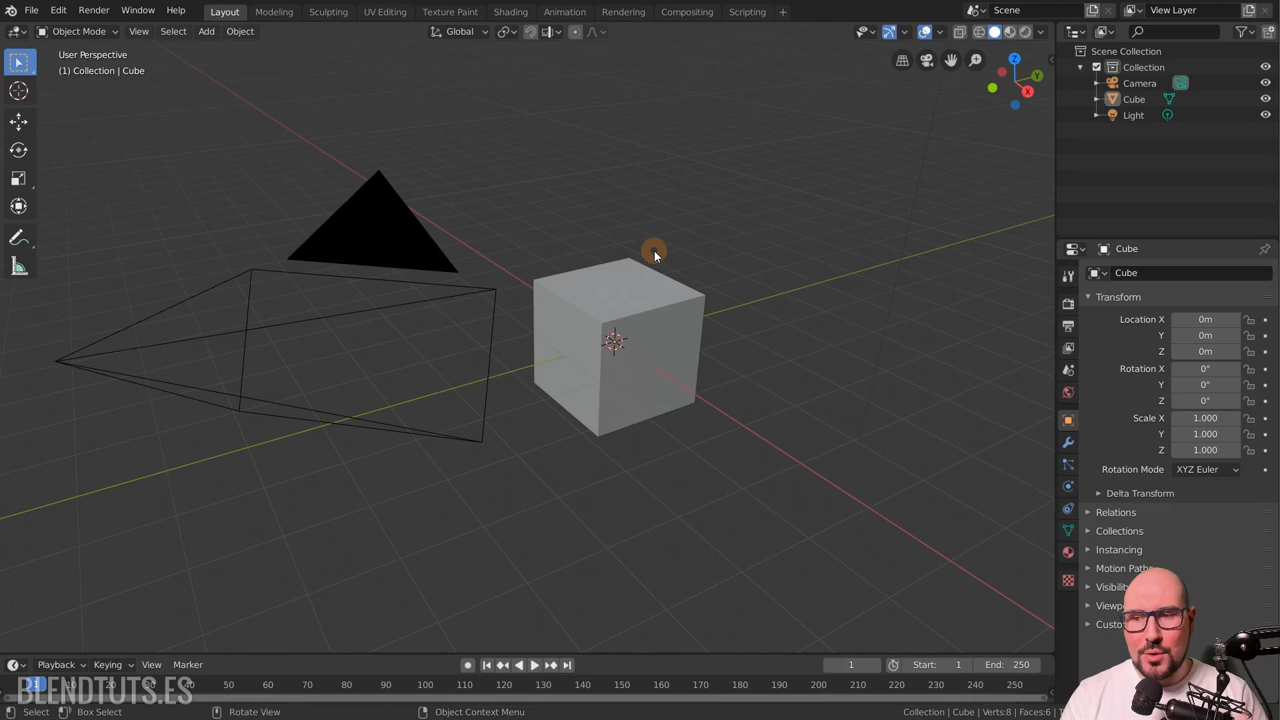 File Edit Render Window Help
Layout Modeling Sculpting UV Editing Texture Paint Shading Animation Rendering Compositing Scripting +
Scene
View Layer
Object Mode View Select Add Object
Global
User Perspective
(1) Collection | Cube
Z
Y
X
Scene Collection
Collection
Camera
Cube
Light
Cube
Cube
Transform
Location X 0m
Y 0m
Z 0m
Rotation X 0°
Y 0°
Z 0°
Scale X 1.000
Y 1.000
Z 1.000
Rotation Mode XYZ Euler
Delta Transform
Relations
Collections
Instancing
Motion Paths
Playback Keying View Marker
1
Start: 1
End: 250
1
50 60 70 80 90 100 110 120 130 140 150 160 170 180 190 200 210 220 230 240 250
BLENDTUTS.ES
Select
Box Select
Rotate View
Object Context Menu
Collection | Cube | Verts:8 | Faces:6 |